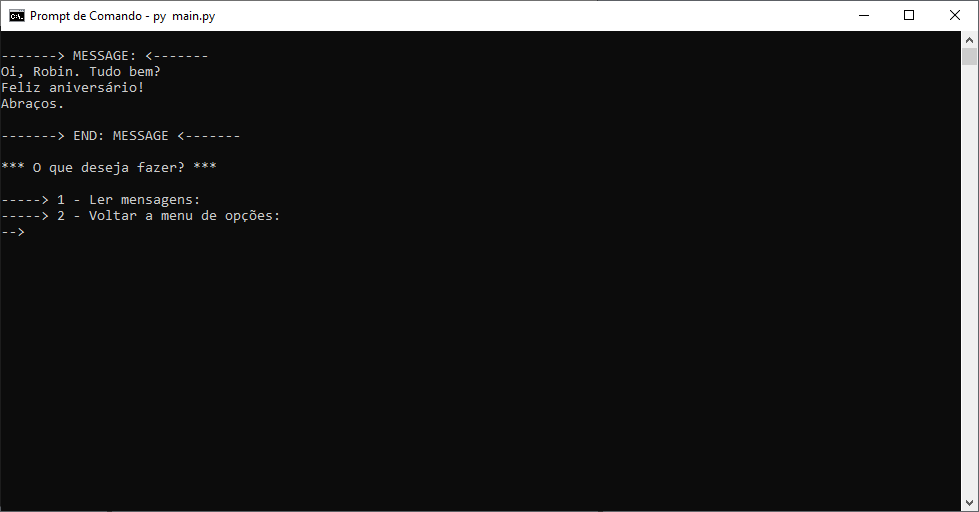 Prompt de Comando - py  main.py
-------> MESSAGE: <-------
Oi, Robin. Tudo bem?
Feliz aniversário!
Abraços.
-------> END: MESSAGE <-------
*** O que deseja fazer? ***
-----> 1 - Ler mensagens:
-----> 2 - Voltar a menu de opções:
-->